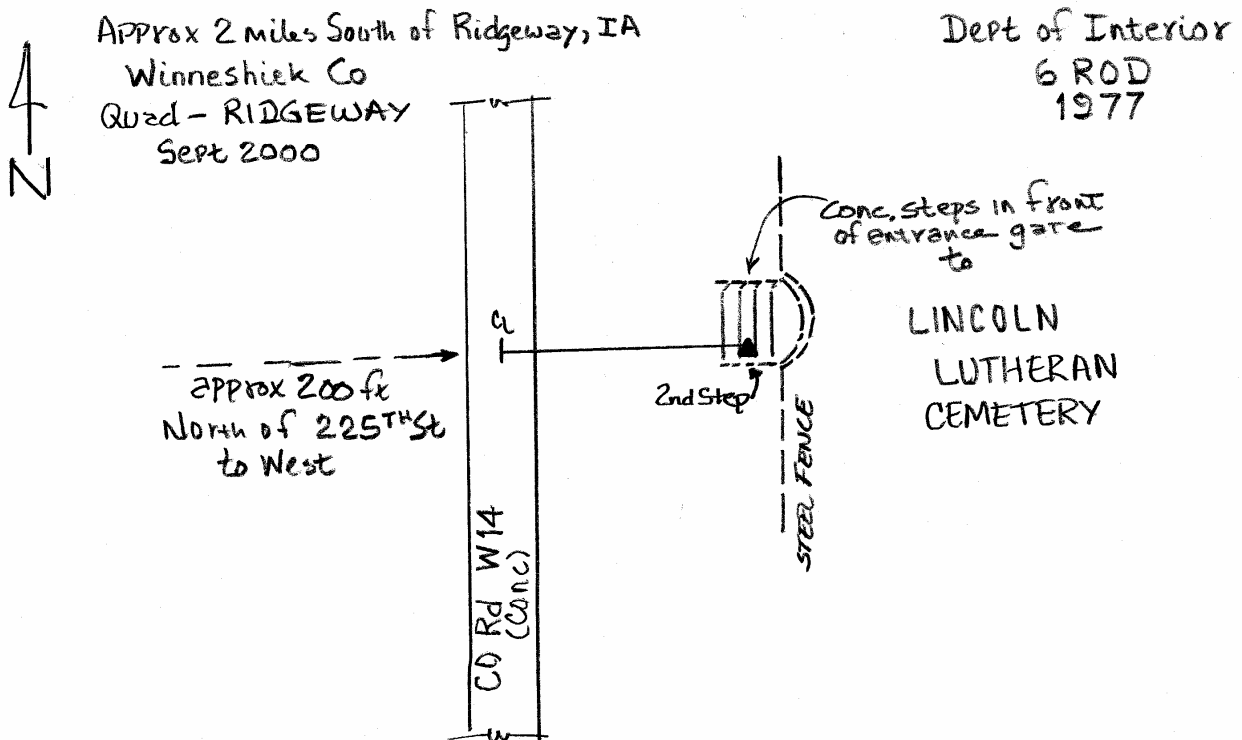 Approx 2 miles South of Ridgeway, IA
Winneshiek Co
Quad - RIDGEWAY
Sept 2000
N
Dept of Interior
6 ROD
1977
Conc. steps in front
of entrance gate
to
LINCOLN
LUTHERAN
CEMETERY
CL
approx 200 ft
North of 225TH St
to West
2nd Step
STEEL FENCE
CO Rd W14
(Conc)